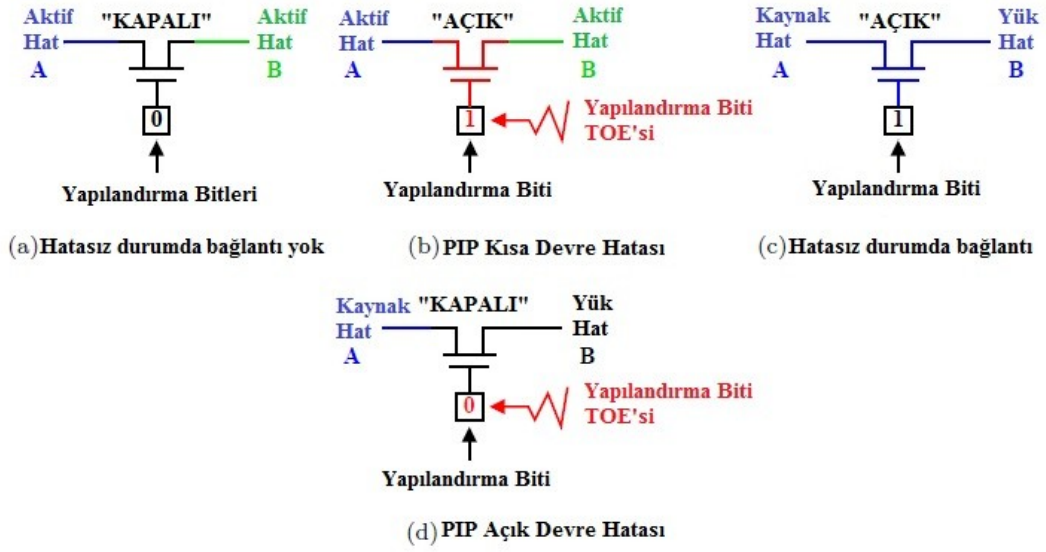 Aktif "KAPALI" Aktif
Hat Hat
A B
0
Yapılandırma Bitleri
(a) Hatasız durumda bağlantı yok
Aktif "AÇIK" Aktif
Hat Hat
A B
1
Yapılandırma Biti
TOE'si
Yapılandırma Biti
(b) PIP Kısa Devre Hatası
Kaynak "AÇIK" Yük
Hat Hat
A B
1
Yapılandırma Biti
(c) Hatasız durumda bağlantı
Kaynak "KAPALI" Yük
Hat Hat
A B
0
Yapılandırma Biti
TOE'si
Yapılandırma Biti
(d) PIP Açık Devre Hatası